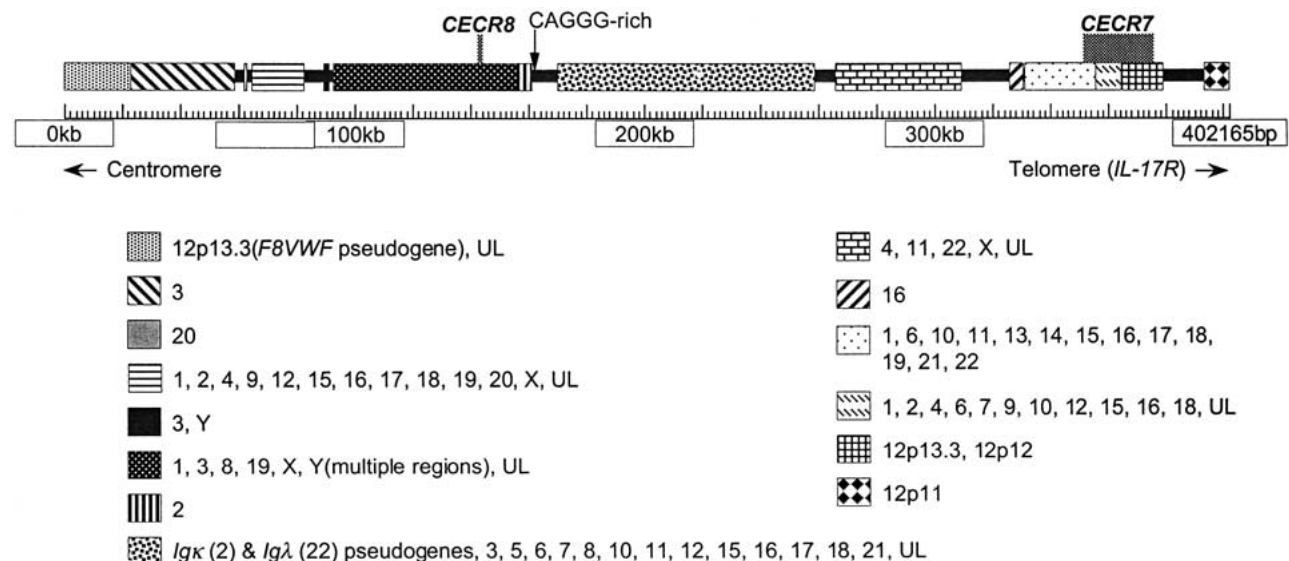 CECR8 CAGGG-rich CECR7
0kb 100kb 200kb 300kb 402165bp
← Centromere Telomere (IL-17R) →
12p13.3(F8VWF pseudogene), UL
3
20
1, 2, 4, 9, 12, 15, 16, 17, 18, 19, 20, X, UL
3, Y
1, 3, 8, 19, X, Y(multiple regions), UL
2
Igκ (2) & Igλ (22) pseudogenes, 3, 5, 6, 7, 8, 10, 11, 12, 15, 16, 17, 18, 21, UL
4, 11, 22, X, UL
16
1, 6, 10, 11, 13, 14, 15, 16, 17, 18,
19, 21, 22
1, 2, 4, 6, 7, 9, 10, 12, 15, 16, 18, UL
12p13.3, 12p12
12p11